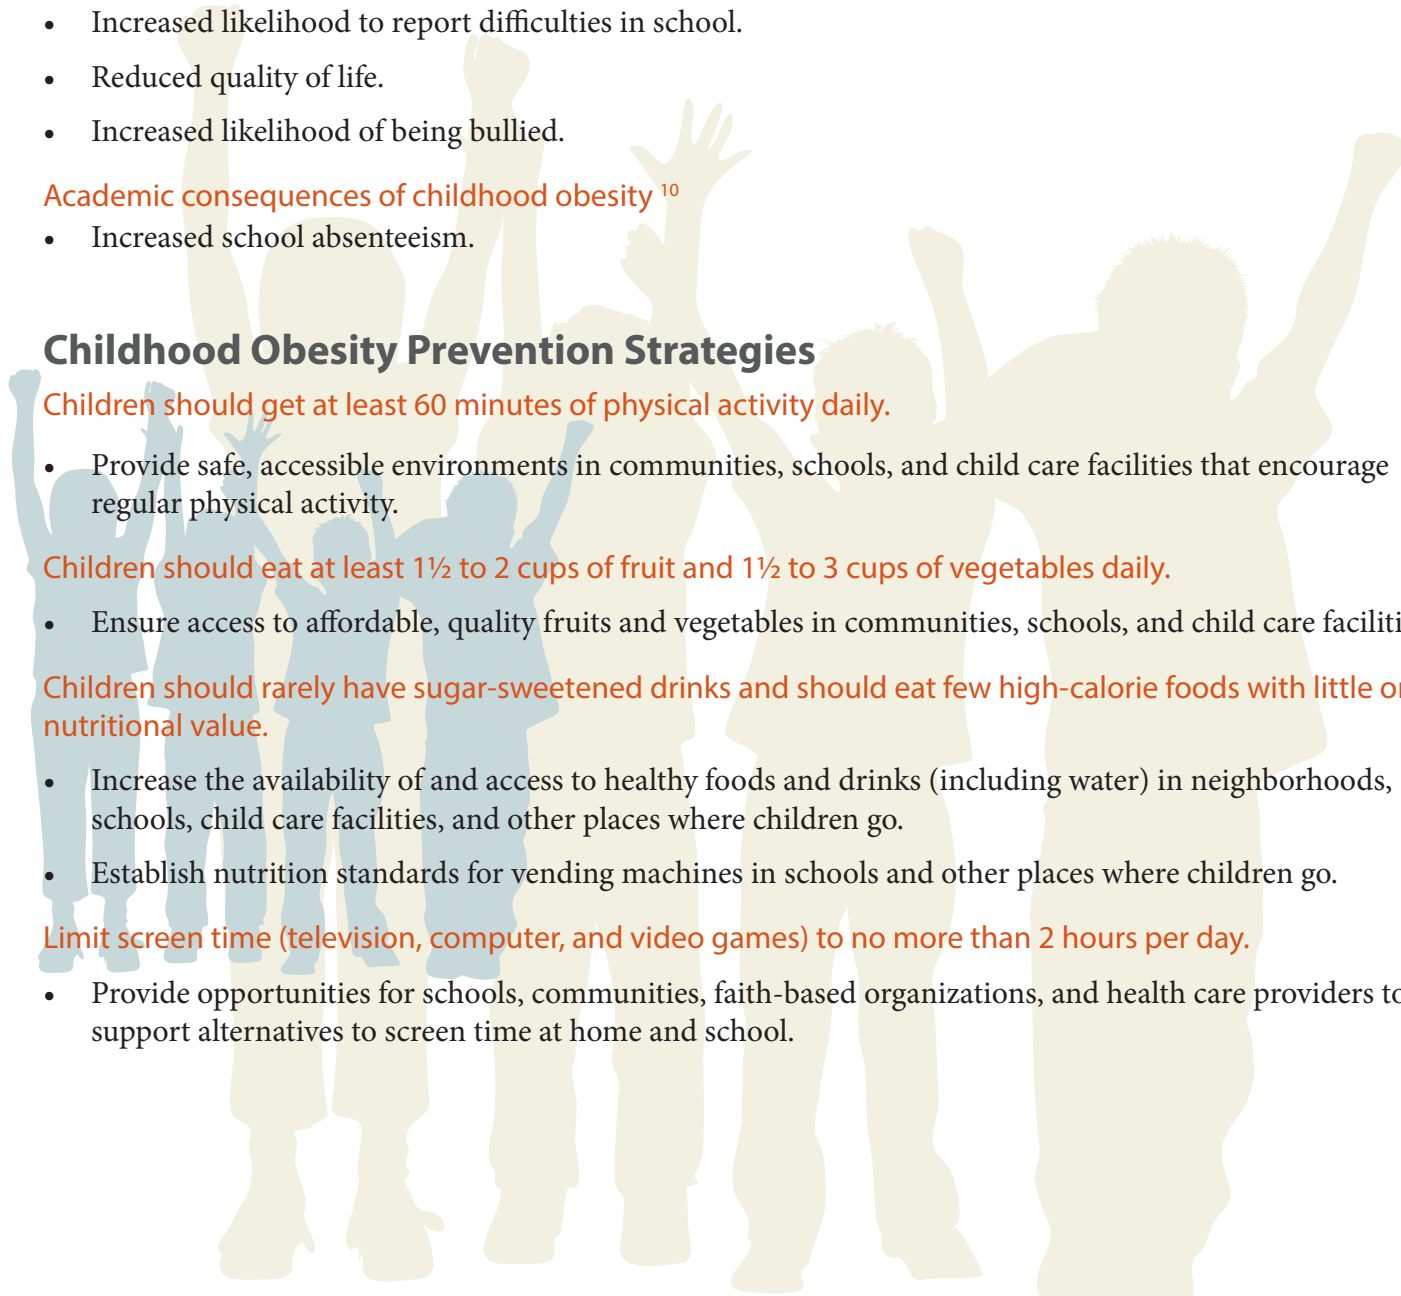 • Increased likelihood to report difficulties in school.
• Reduced quality of life.
• Increased likelihood of being bullied.
Academic consequences of childhood obesity 10
• Increased school absenteeism.
Childhood Obesity Prevention Strategies
Children should get at least 60 minutes of physical activity daily.
• Provide safe, accessible environments in communities, schools, and child care facilities that encourage
regular physical activity.
Children should eat at least 1½ to 2 cups of fruit and 1½ to 3 cups of vegetables daily.
• Ensure access to affordable, quality fruits and vegetables in communities, schools, and child care
Children should rarely have sugar-sweetened drinks and should eat few high-calorie foods with little
nutritional value.
• Increase the availability of and access to healthy foods and drinks (including water) in neighborhoods,
schools, child care facilities, and other places where children go.
• Establish nutrition standards for vending machines in schools and other places where children go.
Limit screen time (television, computer, and video games) to no more than 2 hours per day.
• Provide opportunities for schools, communities, faith-based organizations, and health care providers to
support alternatives to screen time at home and school.